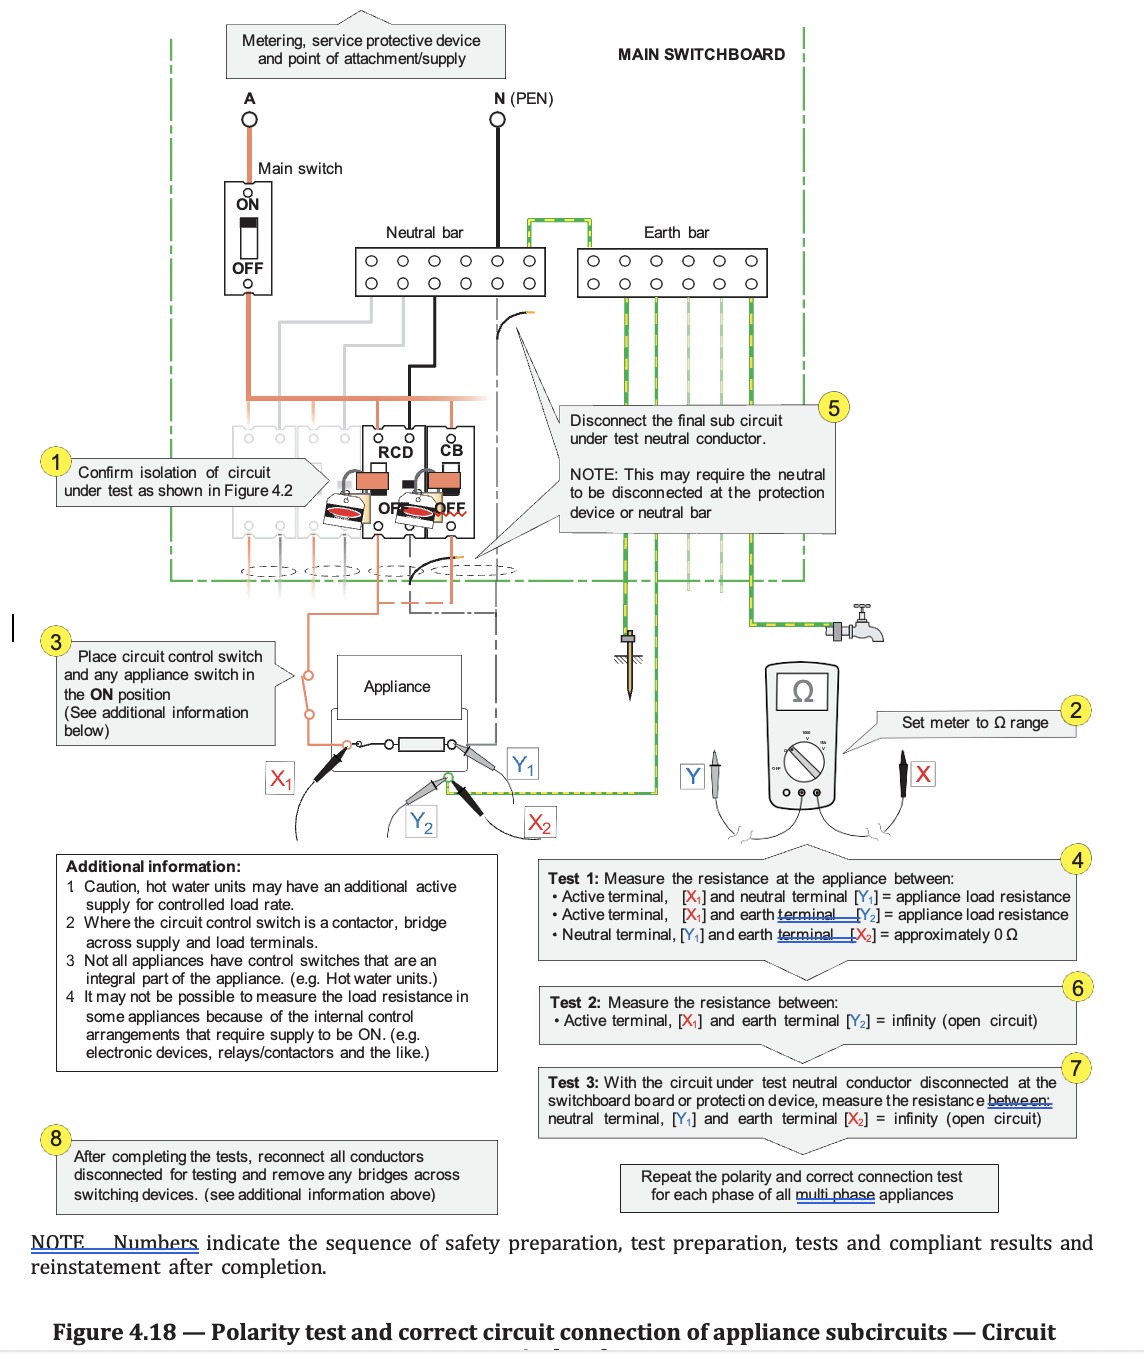 Metering, service protective device
and point of attachment/supply
MAIN SWITCHBOARD
A
N (PEN)
Main switch
ON
OFF
Neutral bar
Earth bar
RCD
CB
OFF
OFF
1
Confirm isolation of circuit
under test as shown in Figure 4.2
5
Disconnect the final sub circuit
under test neutral conductor.
NOTE: This may require the neutral
to be disconnected at the protection
device or neutral bar
3
Place circuit control switch
and any appliance switch in
the ON position
(See additional information
below)
Appliance
X1
Y1
Y2
X2
Ω
1000
V
OFF
2
Set meter to Ω range
Y
X
Additional information:
1 Caution, hot water units may have an additional active
supply for controlled load rate.
2 Where the circuit control switch is a contactor, bridge
across supply and load terminals.
3 Not all appliances have control switches that are an
integral part of the appliance. (e.g. Hot water units.)
4 It may not be possible to measure the load resistance in
some appliances because of the internal control
arrangements that require supply to be ON. (e.g.
electronic devices, relays/contactors and the like.)
4
Test 1: Measure the resistance at the appliance between:
• Active terminal, [X1] and neutral terminal [Y1] = appliance load resistance
• Active terminal, [X1] and earth terminal [Y2] = appliance load resistance
• Neutral terminal, [Y1] and earth terminal [X2] = approximately 0 Ω
6
Test 2: Measure the resistance between:
• Active terminal, [X1] and earth terminal [Y2] = infinity (open circuit)
7
Test 3: With the circuit under test neutral conductor disconnected at the
switchboard board or protection device, measure the resistance between:
neutral terminal, [Y1] and earth terminal [X2] = infinity (open circuit)
8
After completing the tests, reconnect all conductors
disconnected for testing and remove any bridges across
switching devices. (see additional information above)
Repeat the polarity and correct connection test
for each phase of all multi phase appliances
NOTE Numbers indicate the sequence of safety preparation, test preparation, tests and compliant results and
reinstatement after completion.
Figure 4.18 — Polarity test and correct circuit connection of appliance subcircuits — Circuit